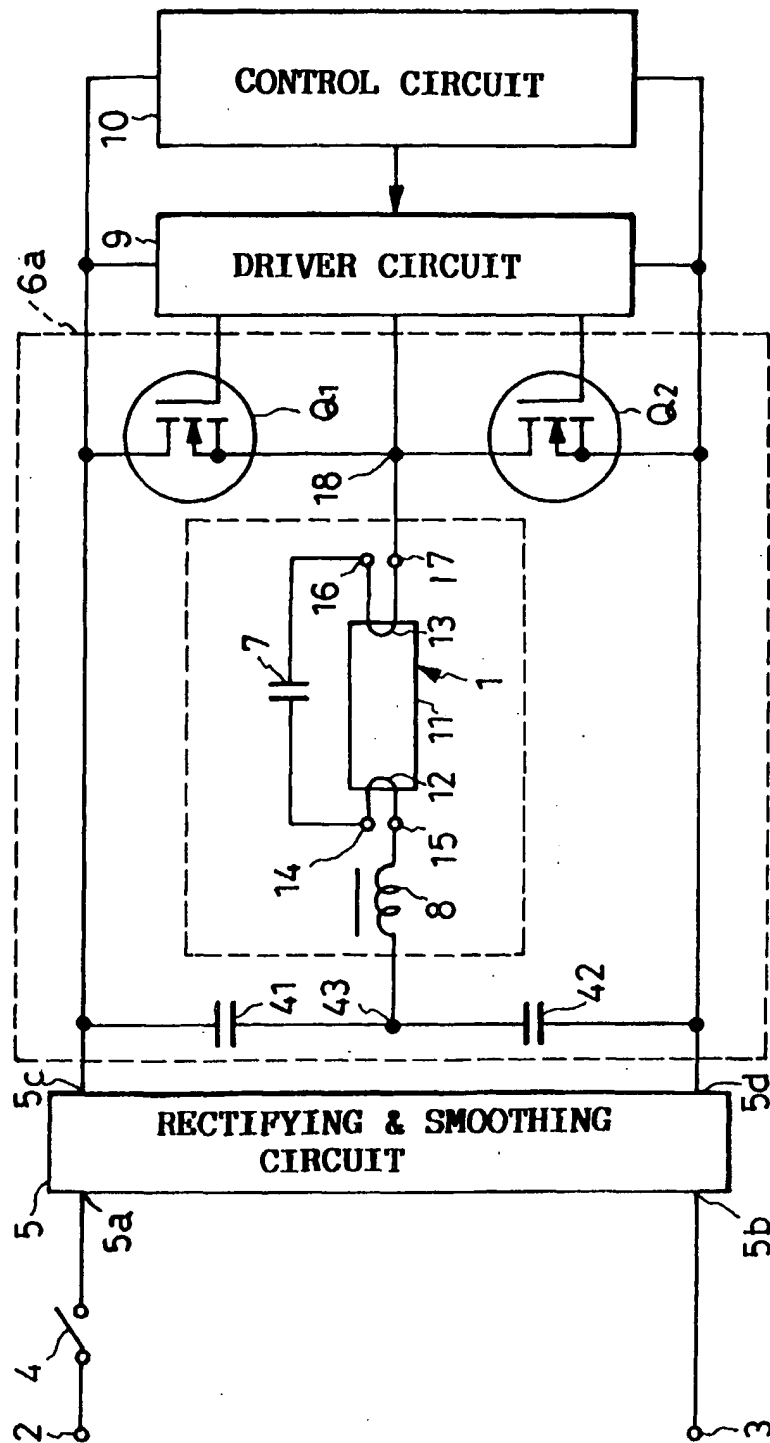 2
4
3
5
5a
5b
RECTIFYING & SMOOTHING
CIRCUIT
5c
5d
6a
41
43
42
8
14
15
7
12
11
1
13
16
17
18
Q1
Q2
9
DRIVER CIRCUIT
10
CONTROL CIRCUIT